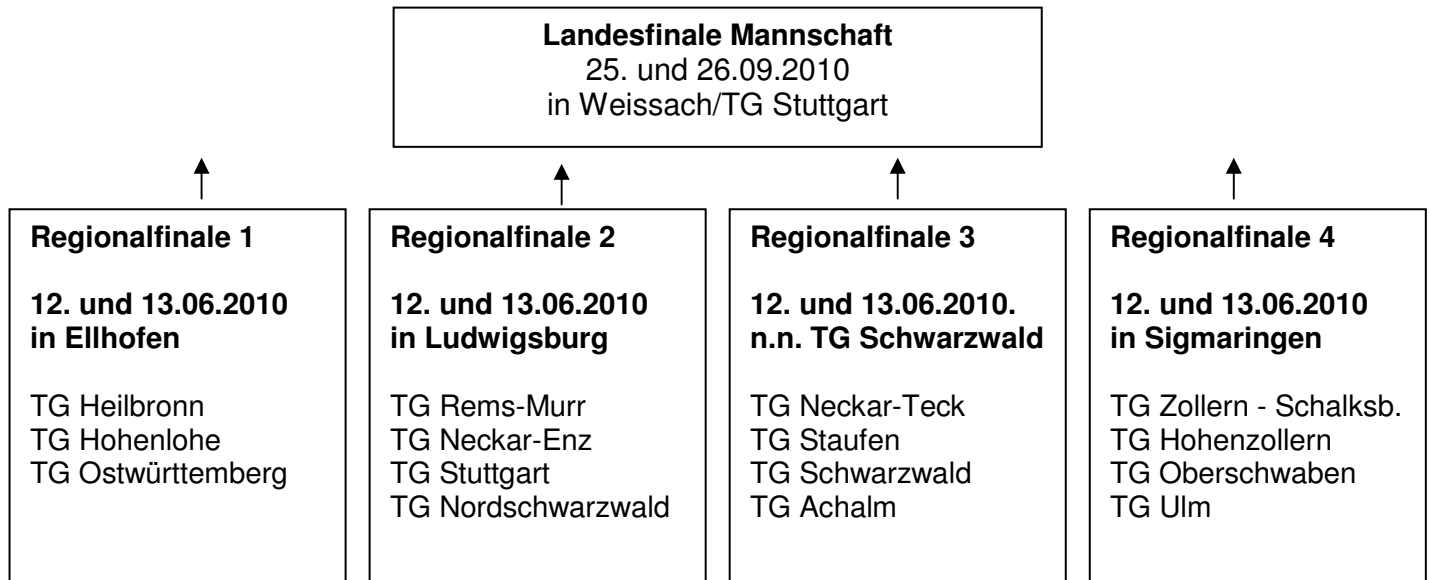 Landesfinale Mannschaft
25. und 26.09.2010
in Weissach/TG Stuttgart
Regionalfinale 1
12. und 13.06.2010
in Ellhofen
TG Heilbronn
TG Hohenlohe
TG Ostwürttemberg
Regionalfinale 2
12. und 13.06.2010
in Ludwigsburg
TG Rems-Murr
TG Neckar-Enz
TG Stuttgart
TG Nordschwarzwald
Regionalfinale 3
12. und 13.06.2010.
n.n. TG Schwarzwald
TG Neckar-Teck
TG Staufen
TG Schwarzwald
TG Achalm
Regionalfinale 4
12. und 13.06.2010
in Sigmaringen
TG Zollern - Schalksb.
TG Hohenzollern
TG Oberschwaben
TG Ulm